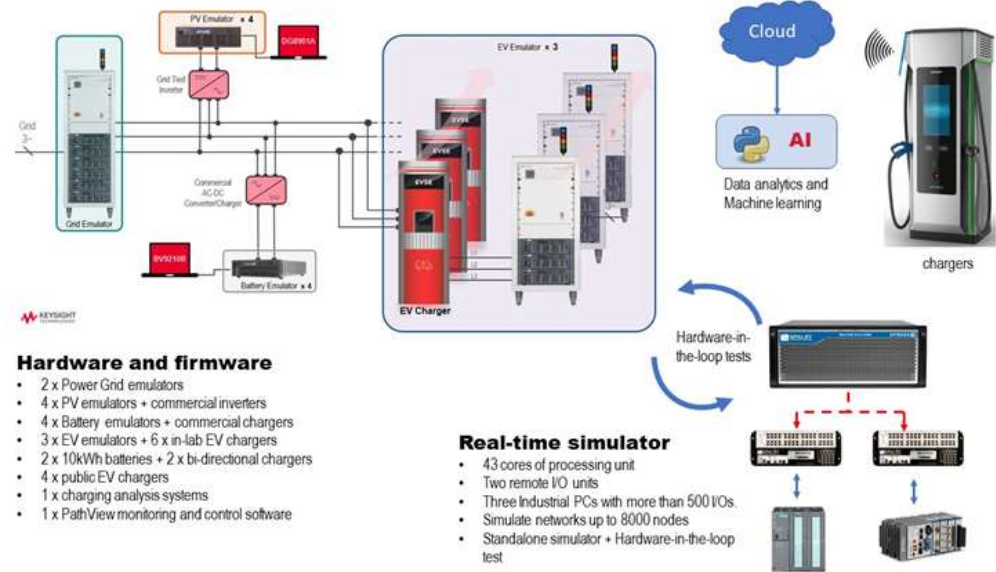 PV Emulator x 4
DG8901A
Grid Tied
Inverter
Grid
3~
Grid Emulator
Commercial
AC-DC
Converter/Charger
BV9210B
Battery Emulator x 4
KEYSIGHT
TECHNOLOGIES
EV Emulator x 3
EVSE
EVSE
EVSE
L1
L2
L3
EV Charger
Cloud
AI
Data analytics and
Machine learning
chargers
Hardware-in-
the-loop tests
Hardware and firmware
• 2 x Power Grid emulators
• 4 x PV emulators + commercial inverters
• 4 x Battery emulators + commercial chargers
• 3 x EV emulators + 6 x in-lab EV chargers
• 2 x 10kWh batteries + 2 x bi-directional chargers
• 4 x public EV chargers
• 1 x charging analysis systems
• 1 x PathView monitoring and control software
Real-time simulator
• 43 cores of processing unit
• Two remote I/O units
• Three Industrial PCs with more than 500 I/Os.
• Simulate networks up to 8000 nodes
• Standalone simulator + Hardware-in-the-loop
test